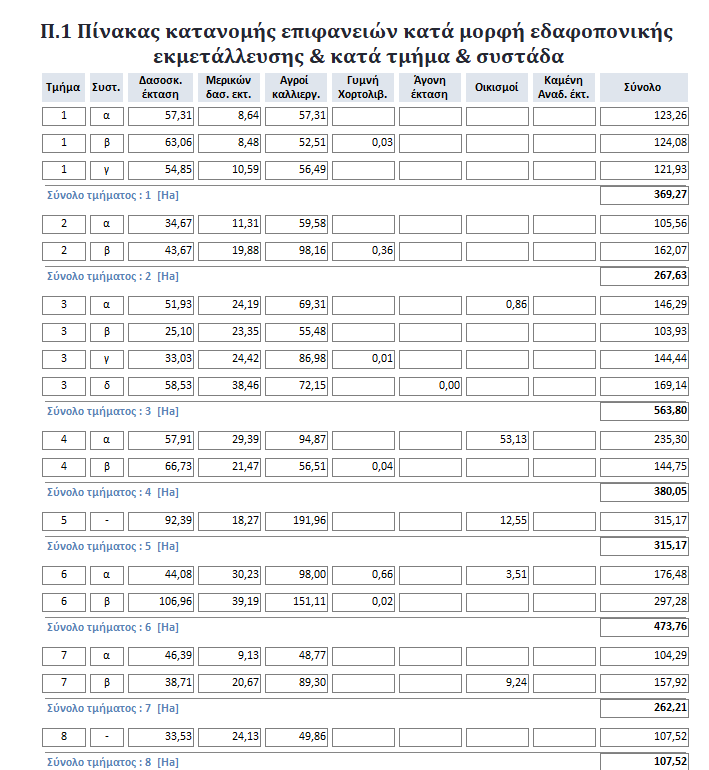 Π.1 Πίνακας κατανομής επιφανειών κατά μορφή εδαφοπονικής
εκμετάλλευσης & κατά τμήμα & συστάδα
Τμήμα Συστ. Δασοσκ. έκταση Μερικών δασ. εκτ. Αγροί καλλιεργ. Γυμνή Χορτολιβ. Άγονη έκταση Οικισμοί Καμένη Αναδ. έκτ. Σύνολο
1 α 57,31 8,64 57,31 123,26
1 β 63,06 8,48 52,51 0,03 124,08
1 γ 54,85 10,59 56,49 121,93
Σύνολο τμήματος : 1 [Ha] 369,27
2 α 34,67 11,31 59,58 105,56
2 β 43,67 19,88 98,16 0,36 162,07
Σύνολο τμήματος : 2 [Ha] 267,63
3 α 51,93 24,19 69,31 0,86 146,29
3 β 25,10 23,35 55,48 103,93
3 γ 33,03 24,42 86,98 0,01 144,44
3 δ 58,53 38,46 72,15 0,00 169,14
Σύνολο τμήματος : 3 [Ha] 563,80
4 α 57,91 29,39 94,87 53,13 235,30
4 β 66,73 21,47 56,51 0,04 144,75
Σύνολο τμήματος : 4 [Ha] 380,05
5 - 92,39 18,27 191,96 12,55 315,17
Σύνολο τμήματος : 5 [Ha] 315,17
6 α 44,08 30,23 98,00 0,66 3,51 176,48
6 β 106,96 39,19 151,11 0,02 297,28
Σύνολο τμήματος : 6 [Ha] 473,76
7 α 46,39 9,13 48,77 104,29
7 β 38,71 20,67 89,30 9,24 157,92
Σύνολο τμήματος : 7 [Ha] 262,21
8 - 33,53 24,13 49,86 107,52
Σύνολο τμήματος : 8 [Ha] 107,52